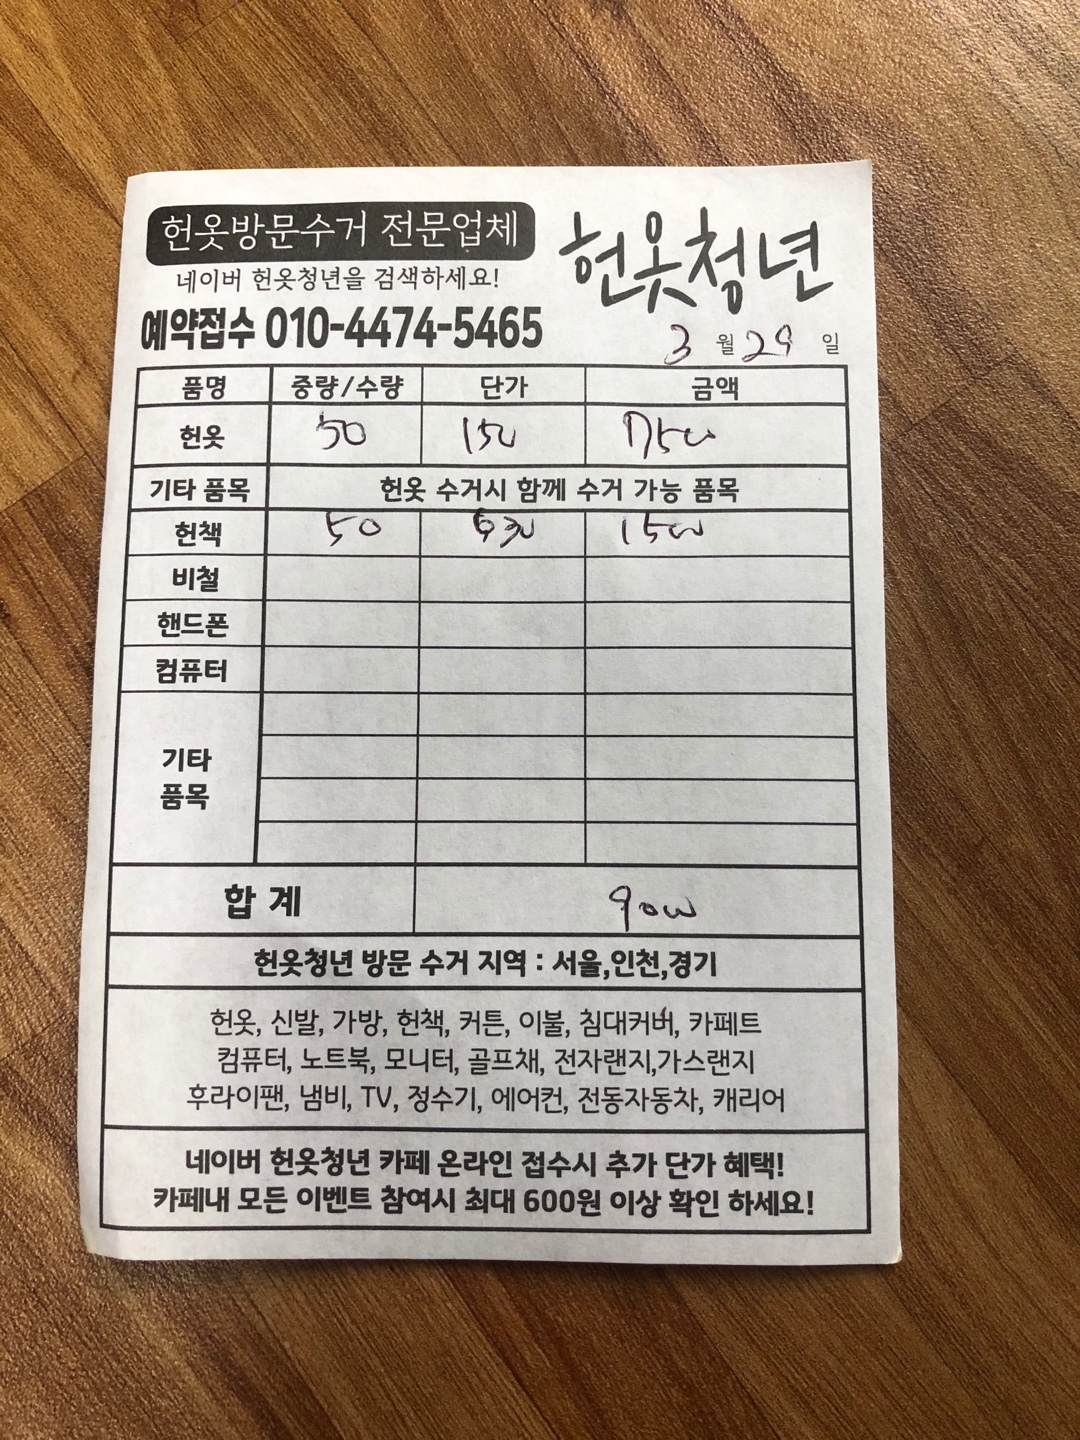 헌옷방문수거 전문업체
네이버 헌옷청년을 검색하세요!
예약접수 010-4474-5465
헌옷청년
3 월 29 일
품명 중량/수량 단가 금액
헌옷 50 150 7500
기타 품목 헌옷 수거시 함께 수거 가능 품목
헌책 50 30 1500
비철
핸드폰
컴퓨터
기타
품목
합 계 9000
헌옷청년 방문 수거 지역 : 서울,인천,경기
헌옷, 신발, 가방, 헌책, 커튼, 이불, 침대커버, 카페트
컴퓨터, 노트북, 모니터, 골프채, 전자랜지,가스랜지
후라이팬, 냄비, TV, 정수기, 에어컨, 전동자동차, 캐리어
네이버 헌옷청년 카페 온라인 접수시 추가 단가 혜택!
카페내 모든 이벤트 참여시 최대 600원 이상 확인 하세요!